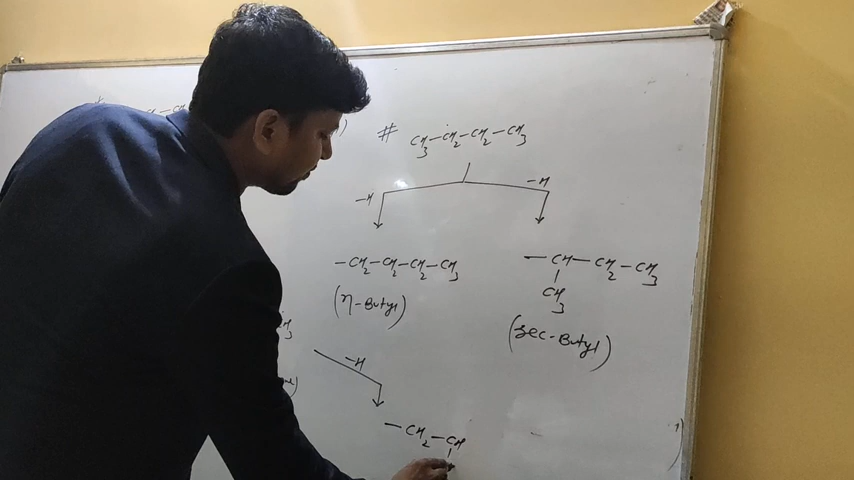 # CH3-CH2-CH2-CH3
-H -H
-CH2-CH2-CH2-CH3
(n-Butyl)
-CH-CH2-CH3
CH3
(Sec-Butyl)
-H
-CH2-CH